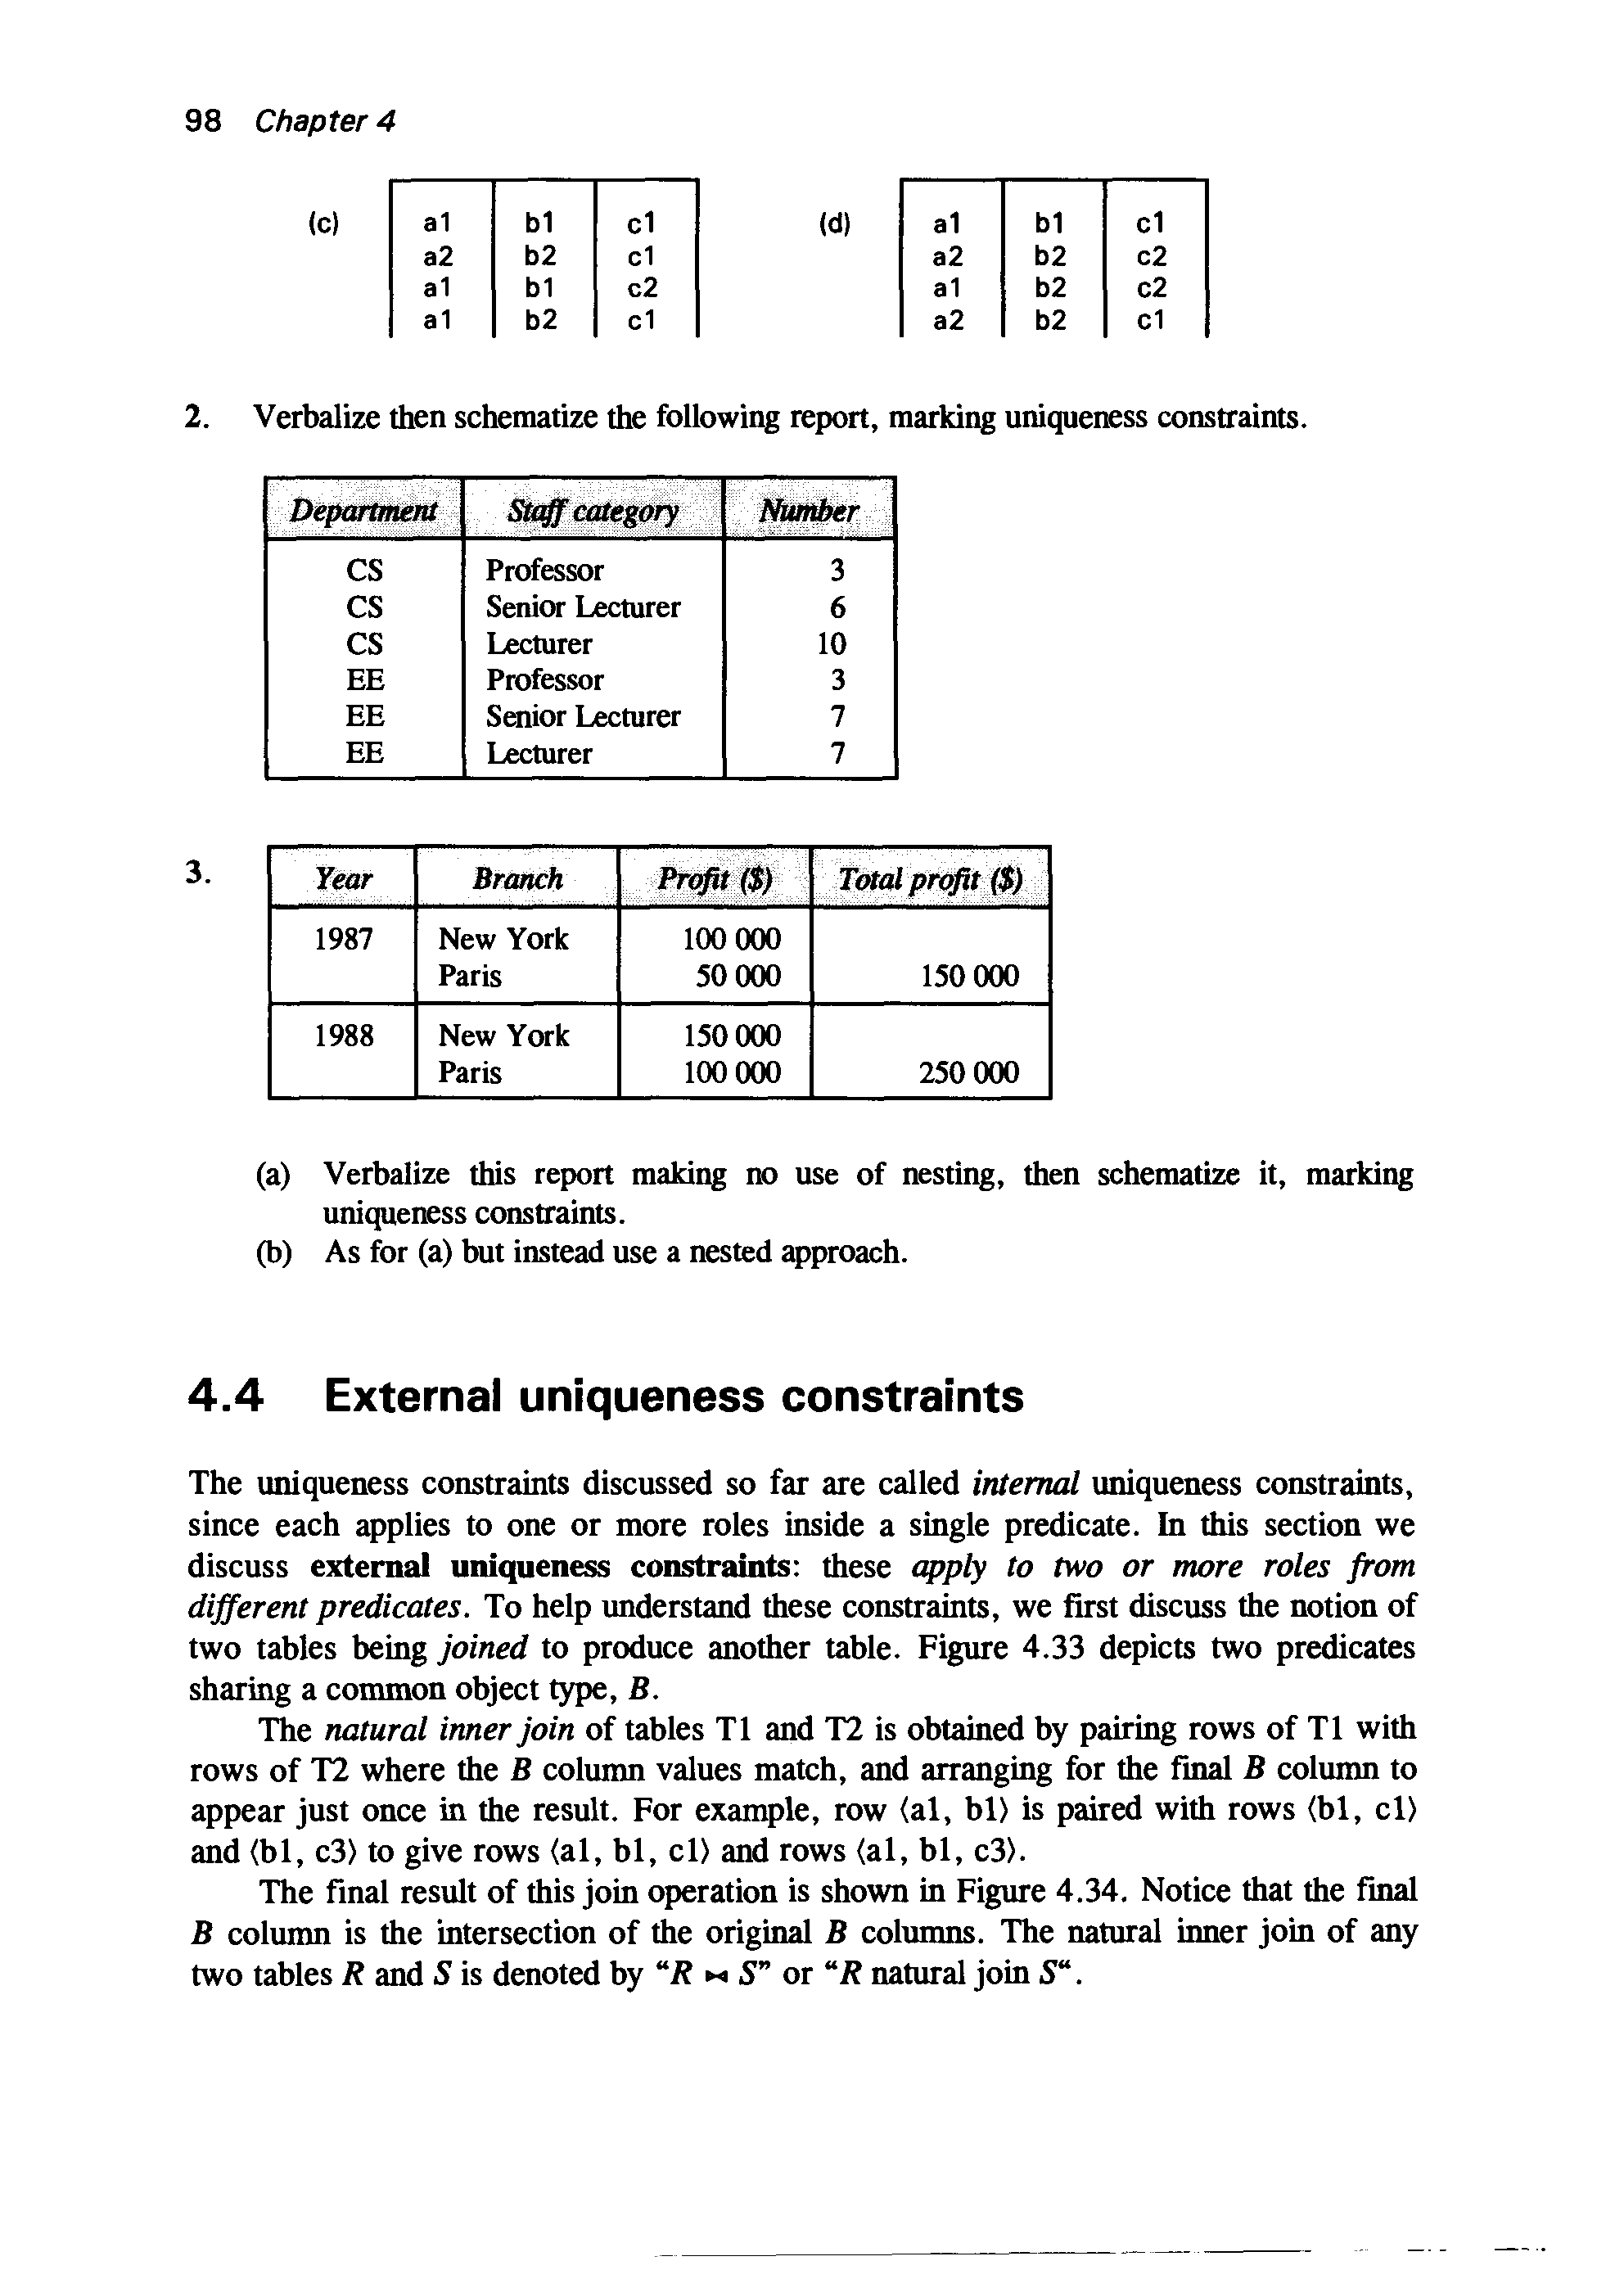 98 Chapter 4
(c) a1 b1 c1 (d) a1 b1 c1
a2 b2 c1 a2 b2 c2
a1 b1 c2 a1 b2 c2
a1 b2 c1 a2 b2 c1
2. Verbalize then schematize the following report, marking uniqueness constraints.
Department Staff category Number
CS Professor 3
CS Senior Lecturer 6
CS Lecturer 10
EE Professor 3
EE Senior Lecturer 7
EE Lecturer 7
3. Year Branch Profit ($) Total profit ($)
1987 New York 100 000
Paris 50 000 150 000
1988 New York 150 000
Paris 100 000 250 000
(a) Verbalize this report making no use of nesting, then schematize it, marking
uniqueness constraints.
(b) As for (a) but instead use a nested approach.
4.4 External uniqueness constraints
The uniqueness constraints discussed so far are called internal uniqueness constraints,
since each applies to one or more roles inside a single predicate. In this section we
discuss external uniqueness constraints: these apply to two or more roles from
different predicates. To help understand these constraints, we first discuss the notion of
two tables being joined to produce another table. Figure 4.33 depicts two predicates
sharing a common object type, B.
The natural inner join of tables T1 and T2 is obtained by pairing rows of T1 with
rows of T2 where the B column values match, and arranging for the final B column to
appear just once in the result. For example, row ⟨a1, b1⟩ is paired with rows ⟨b1, c1⟩
and ⟨b1, c3⟩ to give rows ⟨a1, b1, c1⟩ and rows ⟨a1, b1, c3⟩.
The final result of this join operation is shown in Figure 4.34. Notice that the final
B column is the intersection of the original B columns. The natural inner join of any
two tables R and S is denoted by “R ⋈ S” or “R natural join S“.